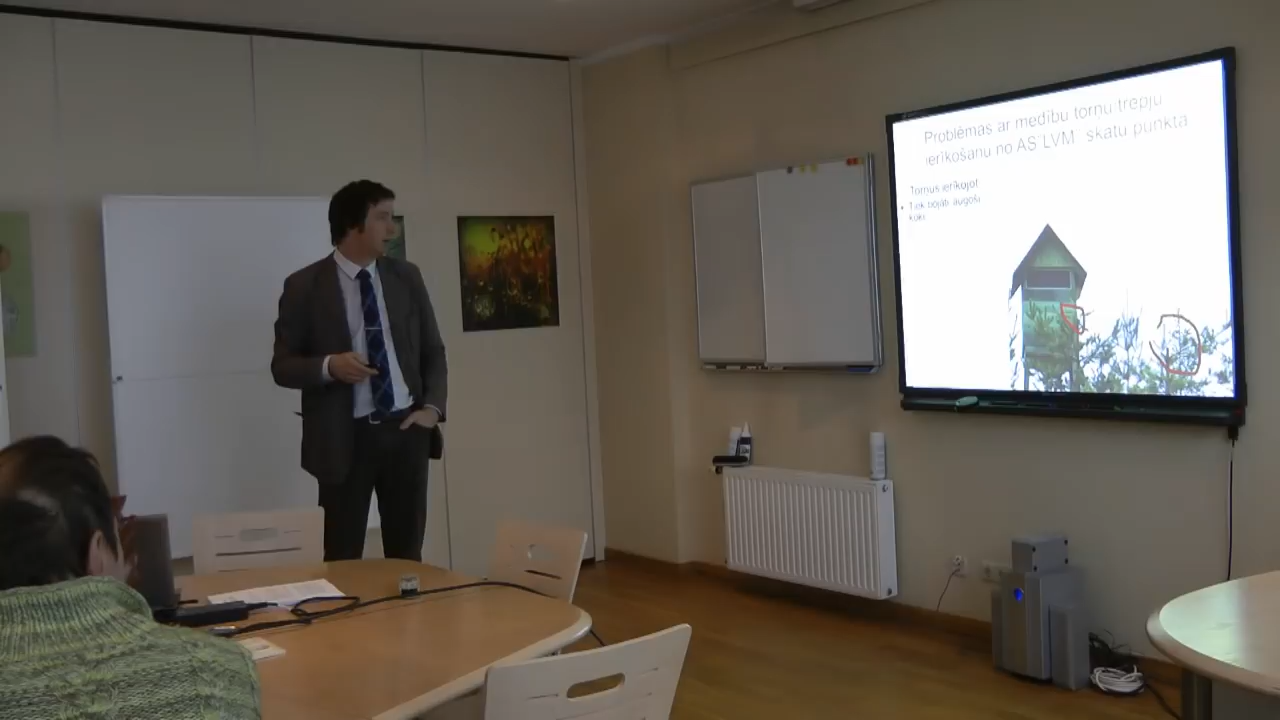 Problēmas ar medību torņu trepju
ierīkošanu no AS"LVM" skatu punkta
Torņus ierīkojot
• Tiek bojāti augoši
koki